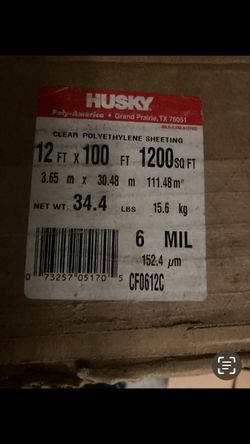 HUSKY
Poly-America • Grand Prairie, TX 75051
CLEAR POLYETHYLENE SHEETING
12 FT X 100 FT 1200 SQ FT
3.65 m x 30.48 m 111.48 m²
NET WT. 34.4 LBS 15.6 kg
6 MIL
152.4 µm
0 73257 05170 5
CF0612C